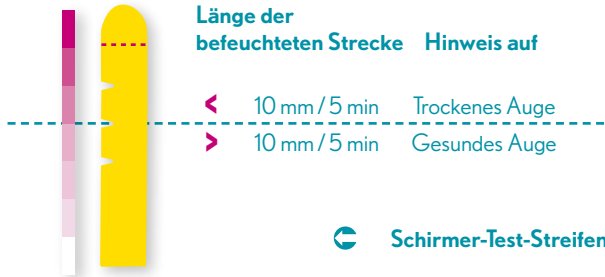 Länge der
befeuchteten Strecke Hinweis auf
< 10 mm / 5 min Trockenes Auge
> 10 mm / 5 min Gesundes Auge
Schirmer-Test-Streifen